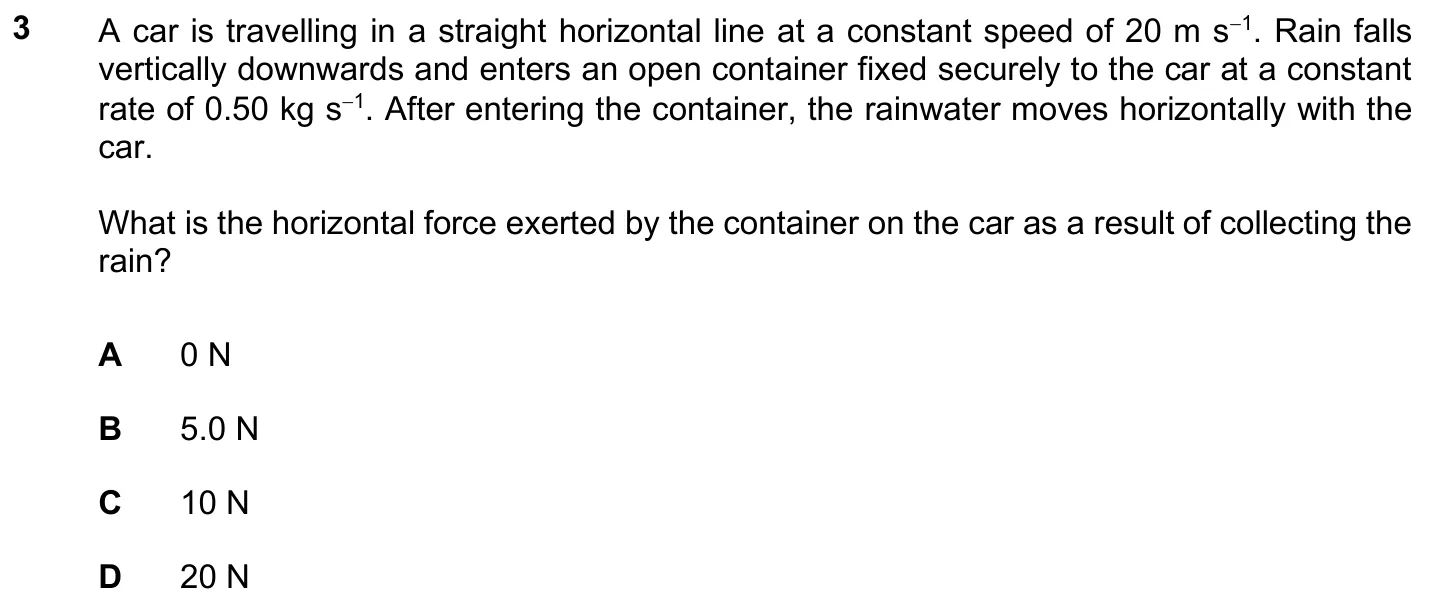 3 A car is travelling in a straight horizontal line at a constant speed of 20 m s⁻¹. Rain falls
vertically downwards and enters an open container fixed securely to the car at a constant
rate of 0.50 kg s⁻¹. After entering the container, the rainwater moves horizontally with the
car.
What is the horizontal force exerted by the container on the car as a result of collecting the
rain?
A 0 N
B 5.0 N
C 10 N
D 20 N